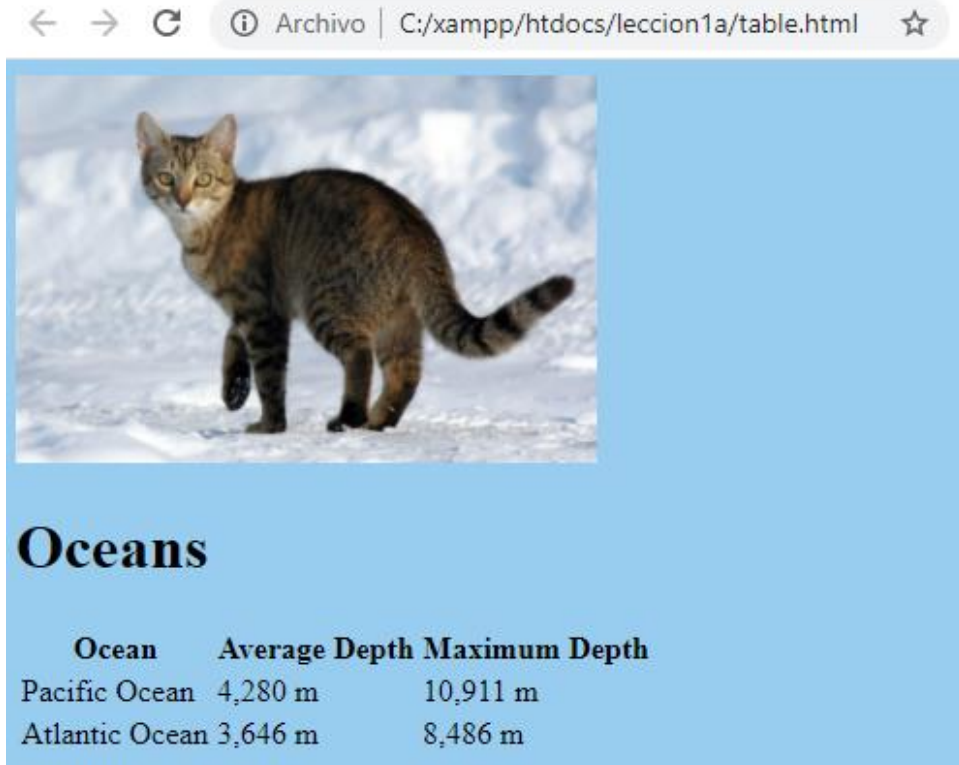 Archivo | C:/xampp/htdocs/leccion1a/table.html
Oceans
Ocean Average Depth Maximum Depth
Pacific Ocean 4,280 m 10,911 m
Atlantic Ocean 3,646 m 8,486 m